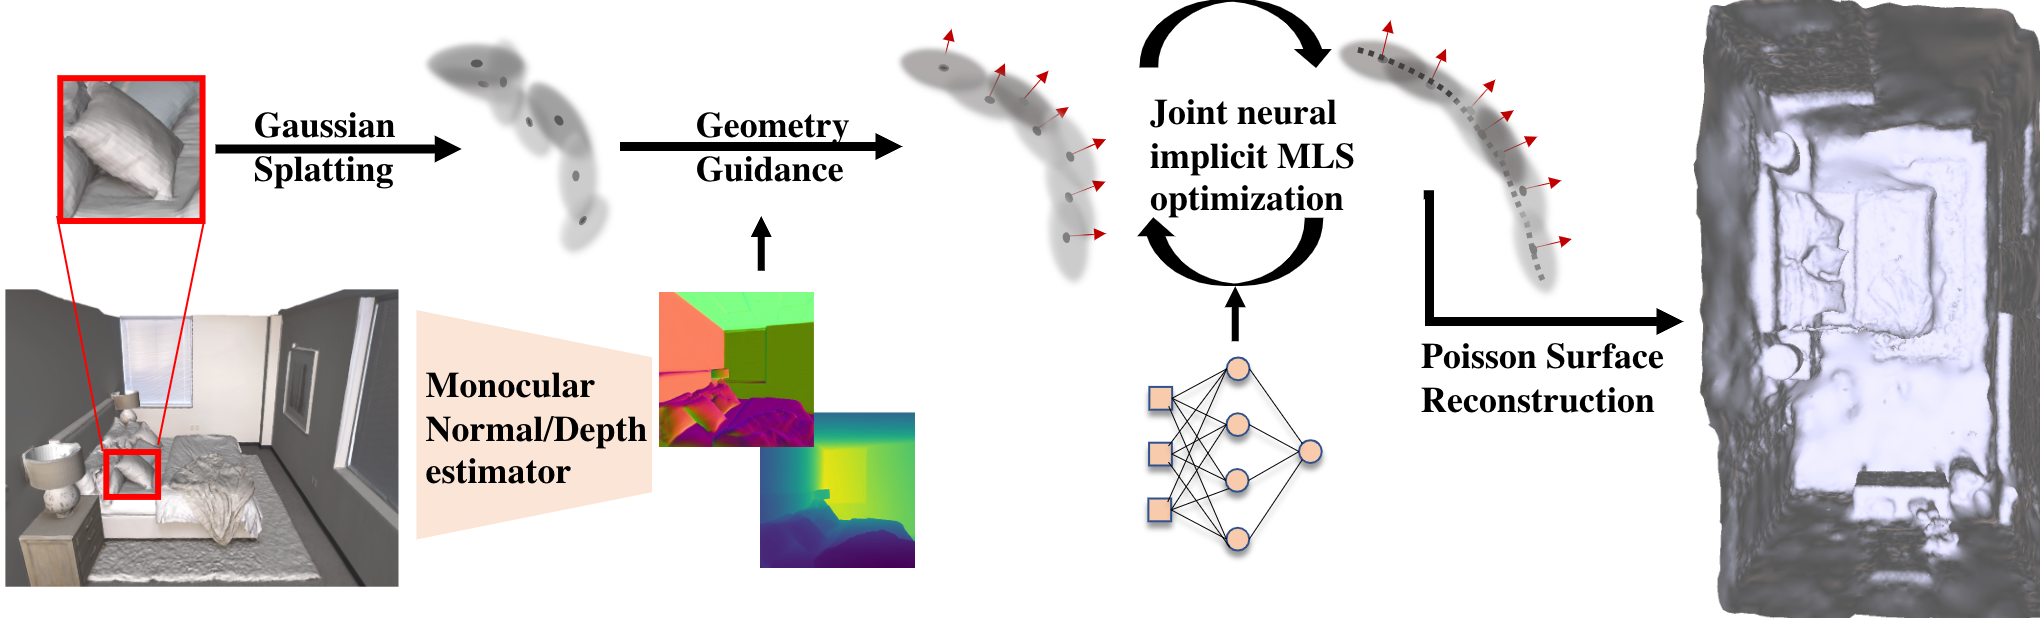 Gaussian
Splatting
Geometry
Guidance
Joint neural
implicit MLS
optimization
Monocular
Normal/Depth
estimator
Poisson Surface
Reconstruction